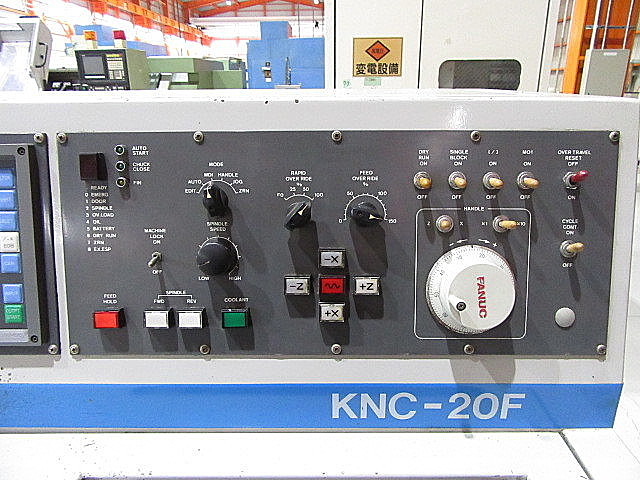 変電設備
AUTO
START
CHUCK
CLOSE
FIN
READY
0 EMERG
1 DOOR
2 SPINDLE
3 OV.LOAD
4 OIL
5 BATTERY
6 DRY RUN
7 ZRN
8 EX.ESP
MODE
EDIT
AUTO
MDI
HANDLE
JOG
ZRN
SPINDLE
SPEED
LOW
HIGH
MACHINE
LOCK
ON
OFF
RAPID
OVER RIDE
%
F0
25
50
100
FEED
OVER RIDE
%
0
50
100
150
DRY
RUN
ON
OFF
SINGLE
BLOCK
ON
OFF
ON
OFF
ON
OFF
OVER TRAVEL
RESET
OFF
ON
HANDLE
Z
X
X1
X10
FANUC
CYCLE
CONT
ON
OFF
-X
-Z
+Z
+X
FEED
HOLD
SPINDLE
FWD
REV
COOLANT
KNC-20F